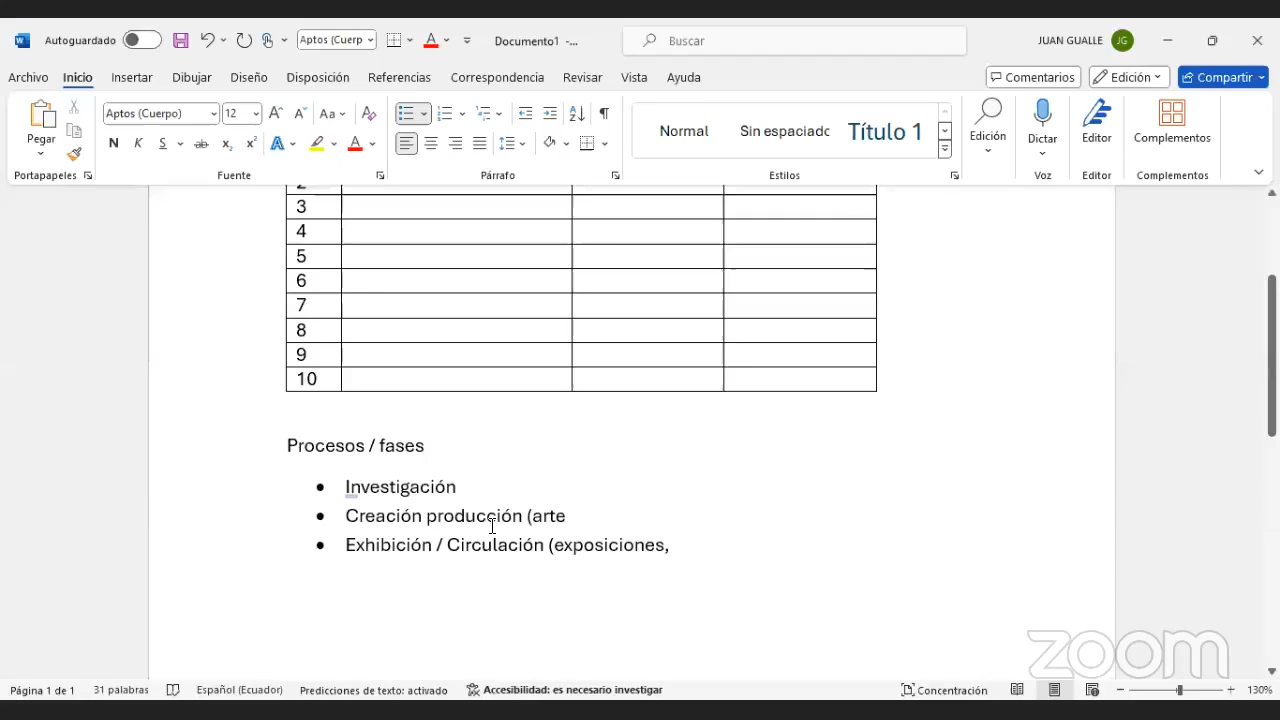 Autoguardado
Aptos (Cuerp
Documento1 -...
Buscar
JUAN GUALLE
JG
Archivo Inicio Insertar Dibujar Diseño Disposición Referencias Correspondencia Revisar Vista Ayuda
Comentarios Edición Compartir
Pegar
Aptos (Cuerpo) 12
Normal Sin espaciado Título 1
Edición Dictar Editor Complementos
Portapapeles Fuente Párrafo Estilos Voz Editor Complementos
3
4
5
6
7
8
9
10
Procesos / fases
• Investigación
• Creación producción (arte
• Exhibición / Circulación (exposiciones,
zoom
Página 1 de 1 31 palabras Español (Ecuador) Predicciones de texto: activado Accesibilidad: es necesario investigar Concentración 130%